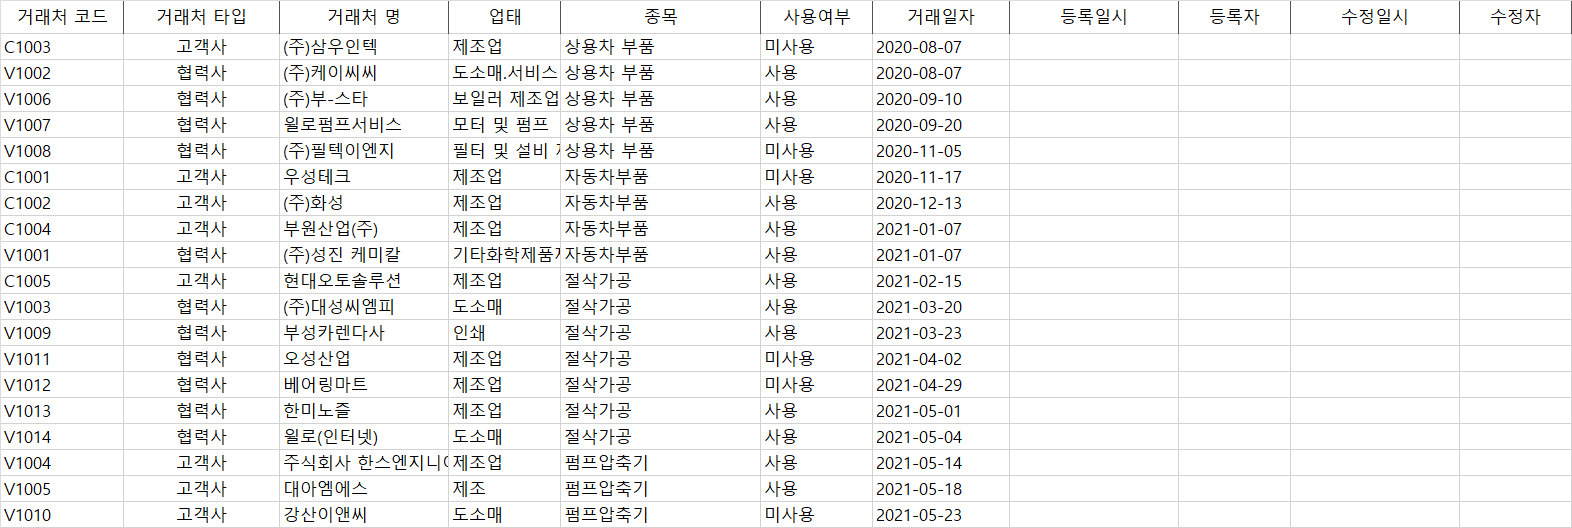 거래처 코드 거래처 타입 거래처 명 업태 종목 사용여부 거래일자 등록일시 등록자 수정일시 수정자
C1003 고객사 (주)삼우인텍 제조업 상용차 부품 미사용 2020-08-07
V1002 협력사 (주)케이씨씨 도소매.서비스 상용차 부품 사용 2020-08-07
V1006 협력사 (주)부-스타 보일러 제조업 상용차 부품 사용 2020-09-10
V1007 협력사 윌로펌프서비스 모터 및 펌프 상용차 부품 사용 2020-09-20
V1008 협력사 (주)필텍이엔지 필터 및 설비 상용차 부품 미사용 2020-11-05
C1001 고객사 우성테크 제조업 자동차부품 미사용 2020-11-17
C1002 고객사 (주)화성 제조업 자동차부품 사용 2020-12-13
C1004 고객사 부원산업(주) 제조업 자동차부품 사용 2021-01-07
V1001 협력사 (주)성진 케미칼 기타화학제품 자동차부품 사용 2021-01-07
C1005 고객사 현대오토솔루션 제조업 절삭가공 사용 2021-02-15
V1003 협력사 (주)대성씨엠피 도소매 절삭가공 사용 2021-03-20
V1009 협력사 부성카렌다사 인쇄 절삭가공 사용 2021-03-23
V1011 협력사 오성산업 제조업 절삭가공 미사용 2021-04-02
V1012 협력사 베어링마트 제조업 절삭가공 미사용 2021-04-29
V1013 협력사 한미노즐 제조업 절삭가공 사용 2021-05-01
V1014 협력사 윌로(인터넷) 도소매 절삭가공 사용 2021-05-04
V1004 고객사 주식회사 한스엔지니 제조업 펌프압축기 사용 2021-05-14
V1005 고객사 대아엠에스 제조 펌프압축기 사용 2021-05-18
V1010 고객사 강산이앤씨 도소매 펌프압축기 미사용 2021-05-23